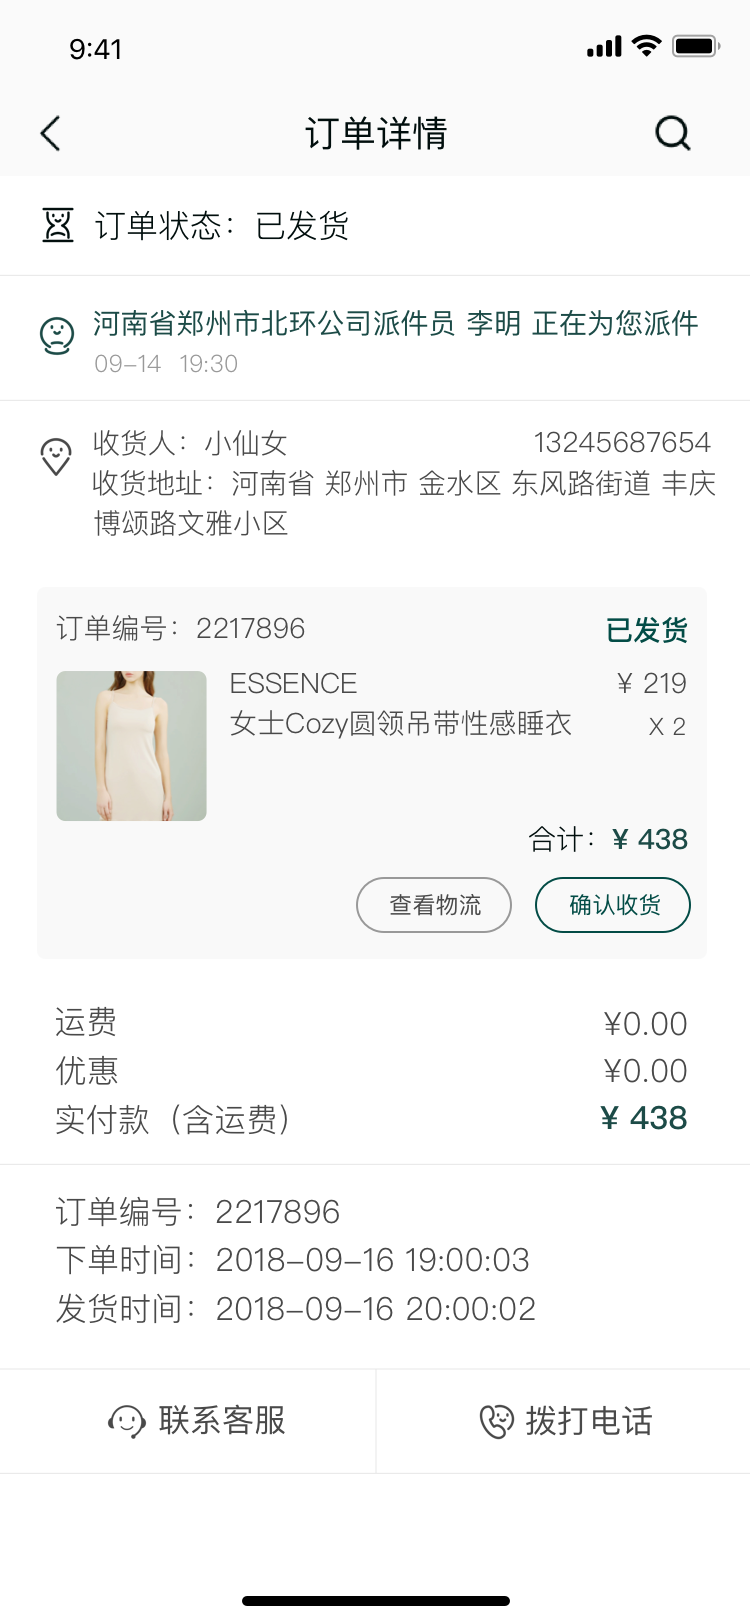 9:41
订单详情
订单状态：已发货
河南省郑州市北环公司派件员 李明 正在为您派件
09-14 19:30
收货人：小仙女 13245687654
收货地址：河南省 郑州市 金水区 东风路街道 丰庆
博颂路文雅小区
订单编号：2217896 已发货
ESSENCE ¥ 219
女士Cozy圆领吊带性感睡衣 X 2
合计：¥ 438
查看物流 确认收货
运费 ¥0.00
优惠 ¥0.00
实付款（含运费） ¥ 438
订单编号：2217896
下单时间：2018-09-16 19:00:03
发货时间：2018-09-16 20:00:02
联系客服 拨打电话